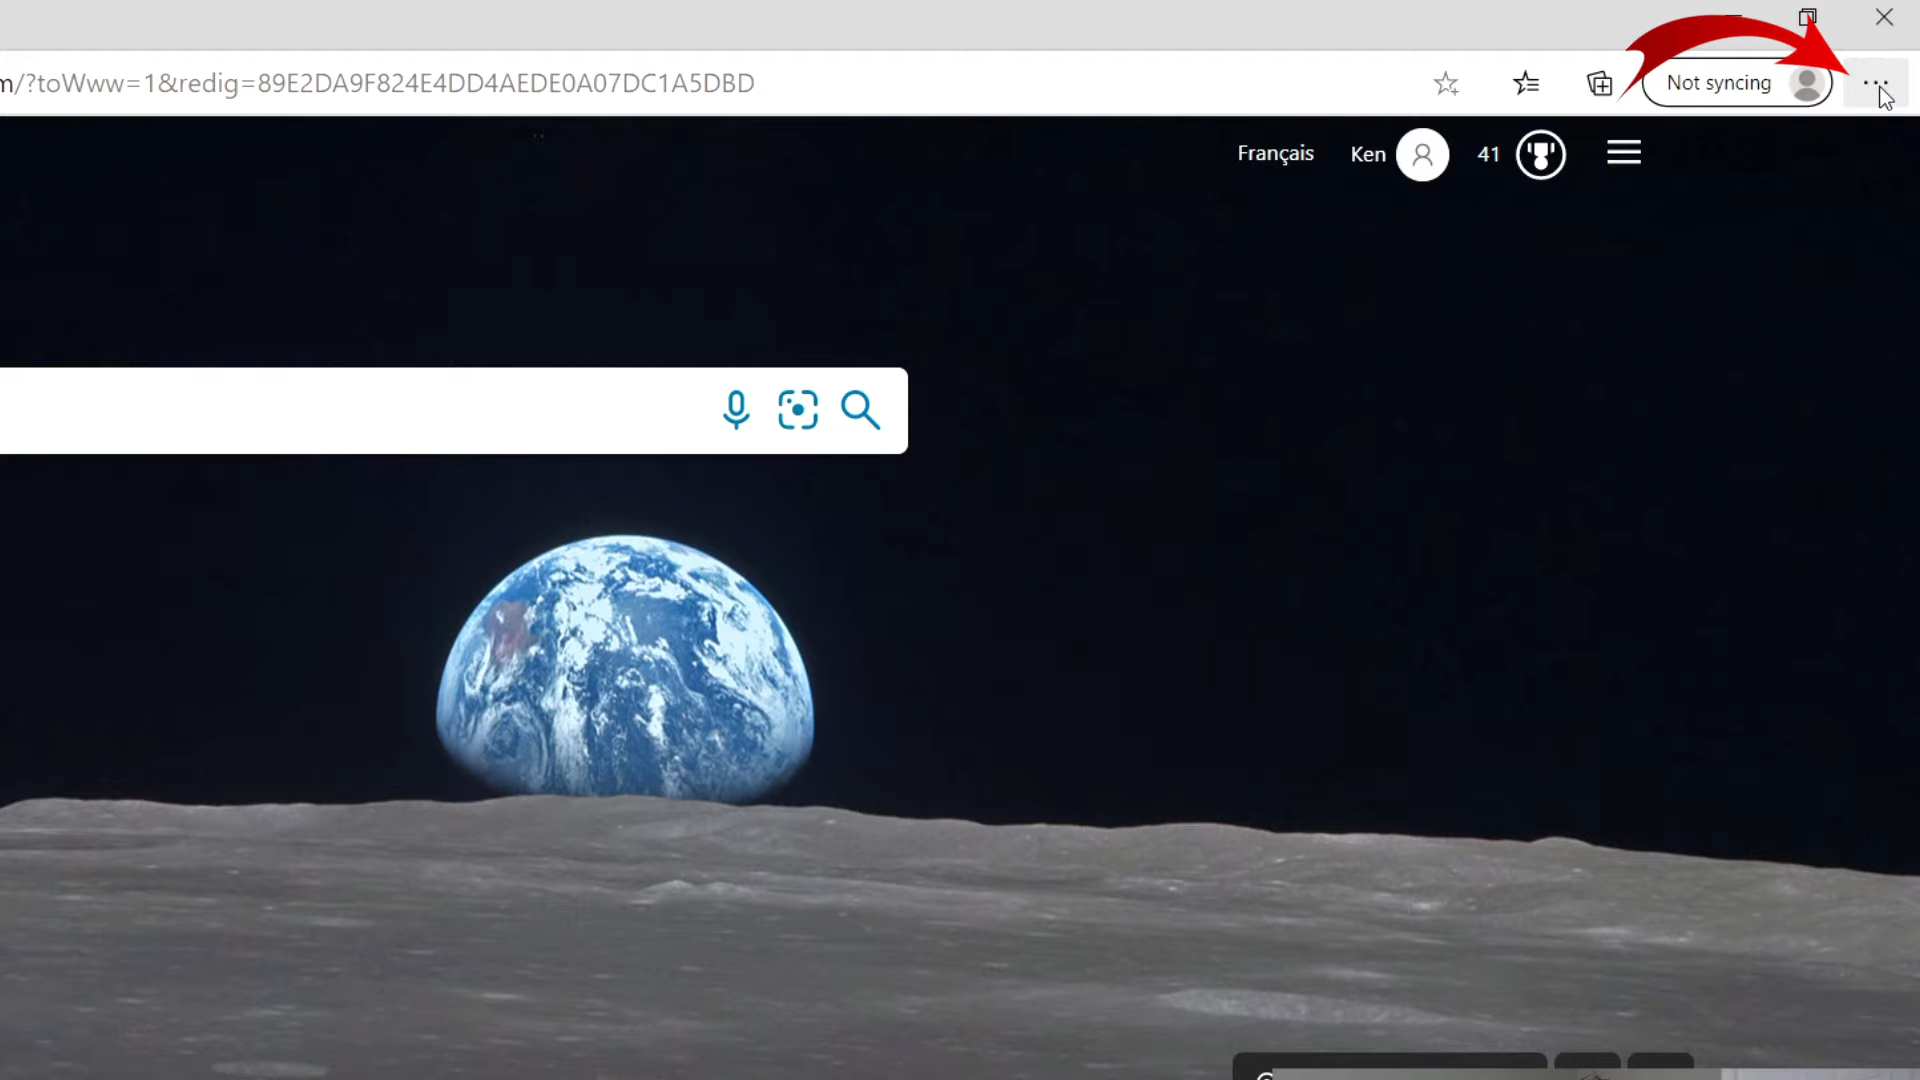 m/?toWww=1&redig=89E2DA9F824E4DD4AEDE0A07DC1A5DBD
Not syncing
Français
Ken
41